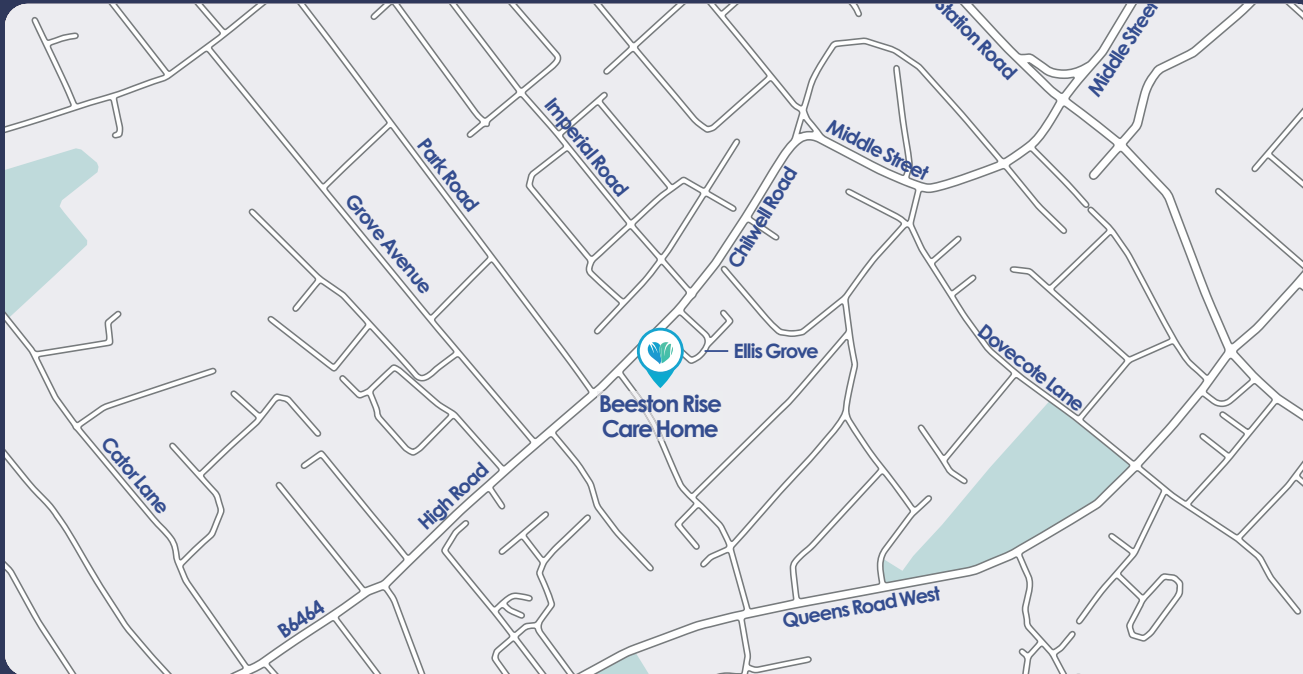 Station Road
Middle Street
Middle Street
Imperial Road
Park Road
Chilwell Road
Grove Avenue
Ellis Grove
Dovecote Lane
Beeston Rise
Care Home
Cator Lane
High Road
B6464
Queens Road West